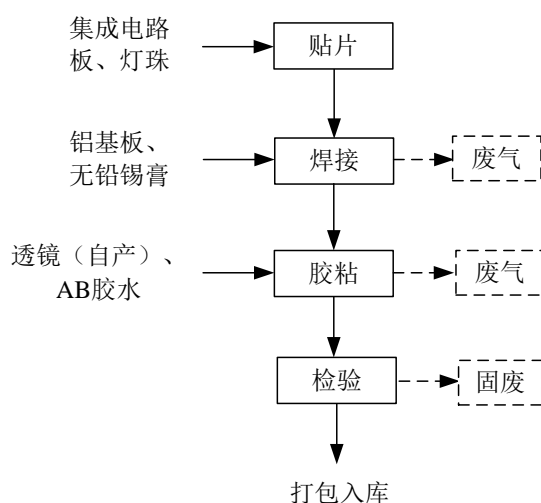 集成电路
板、灯珠
贴片
铝基板、
无铅锡膏
焊接
废气
透镜（自产）、
AB胶水
胶粘
废气
检验
固废
打包入库